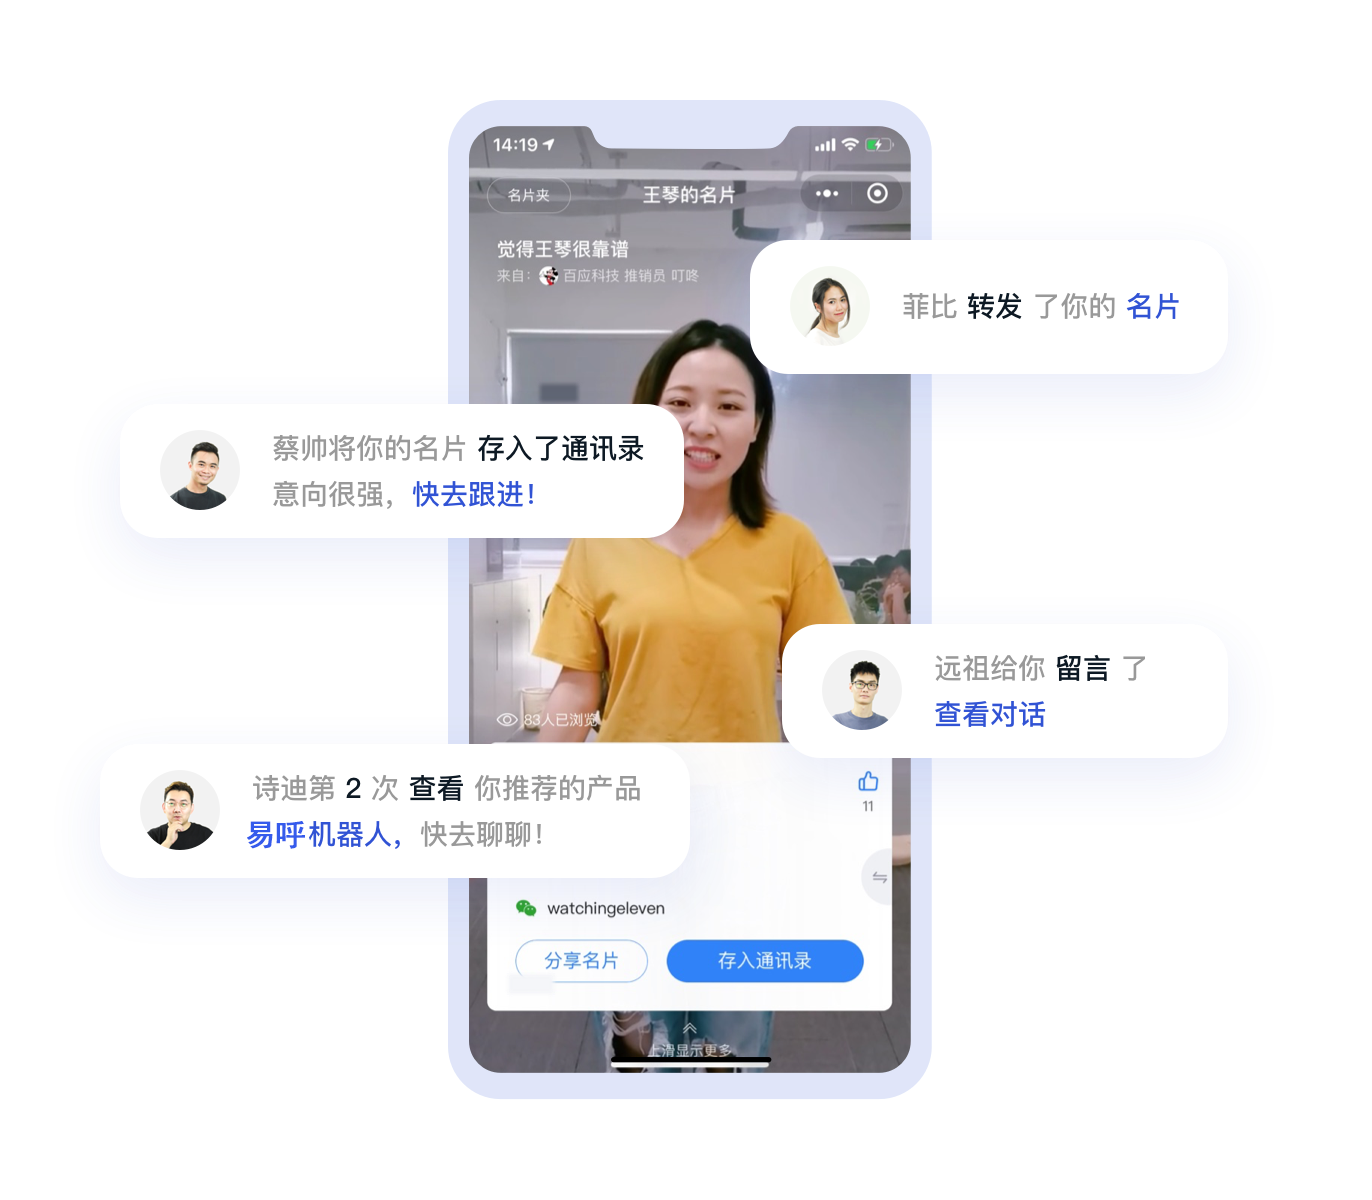 14:19
名片夹
王琴的名片
觉得王琴很靠谱
来自：百应科技 推销员 叮咚
菲比 转发 了你的 名片
蔡帅将你的名片 存入了通讯录
意向很强，快去跟进！
远祖给你 留言 了
查看对话
83人已浏览
诗迪第 2 次 查看 你推荐的产品
易呼机器人，快去聊聊！
11
watchingeleven
分享名片
存入通讯录
上滑显示更多